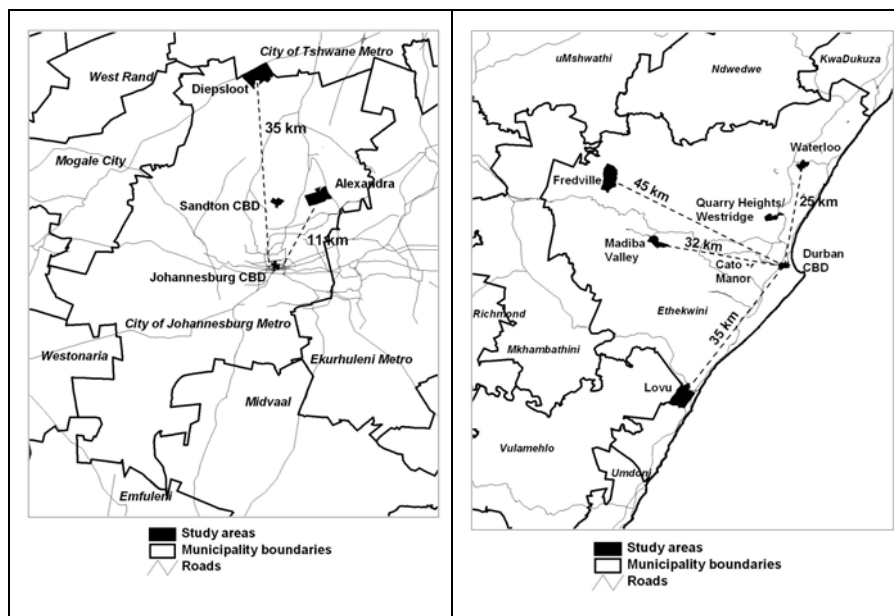 City of Tshwane Metro
West Rand
Diepsloot
35 km
Mogale City
Alexandra
Sandton CBD
11 km
Johannesburg CBD
City of Johannesburg Metro
Westonaria
Ekurhuleni Metro
Midvaal
Emfuleni
Study areas
Municipality boundaries
Roads
uMshwathi
KwaDukuza
Ndwedwe
Waterloo
Fredville
45 km
Quarry Heights/
Westridge
25 km
Madiba
Valley
32 km
Cato
Manor
Durban
CBD
Ethekwini
Richmond
35 km
Mkhambathini
Lovu
Vulamehlo
Umdoni
Study areas
Municipality boundaries
Roads